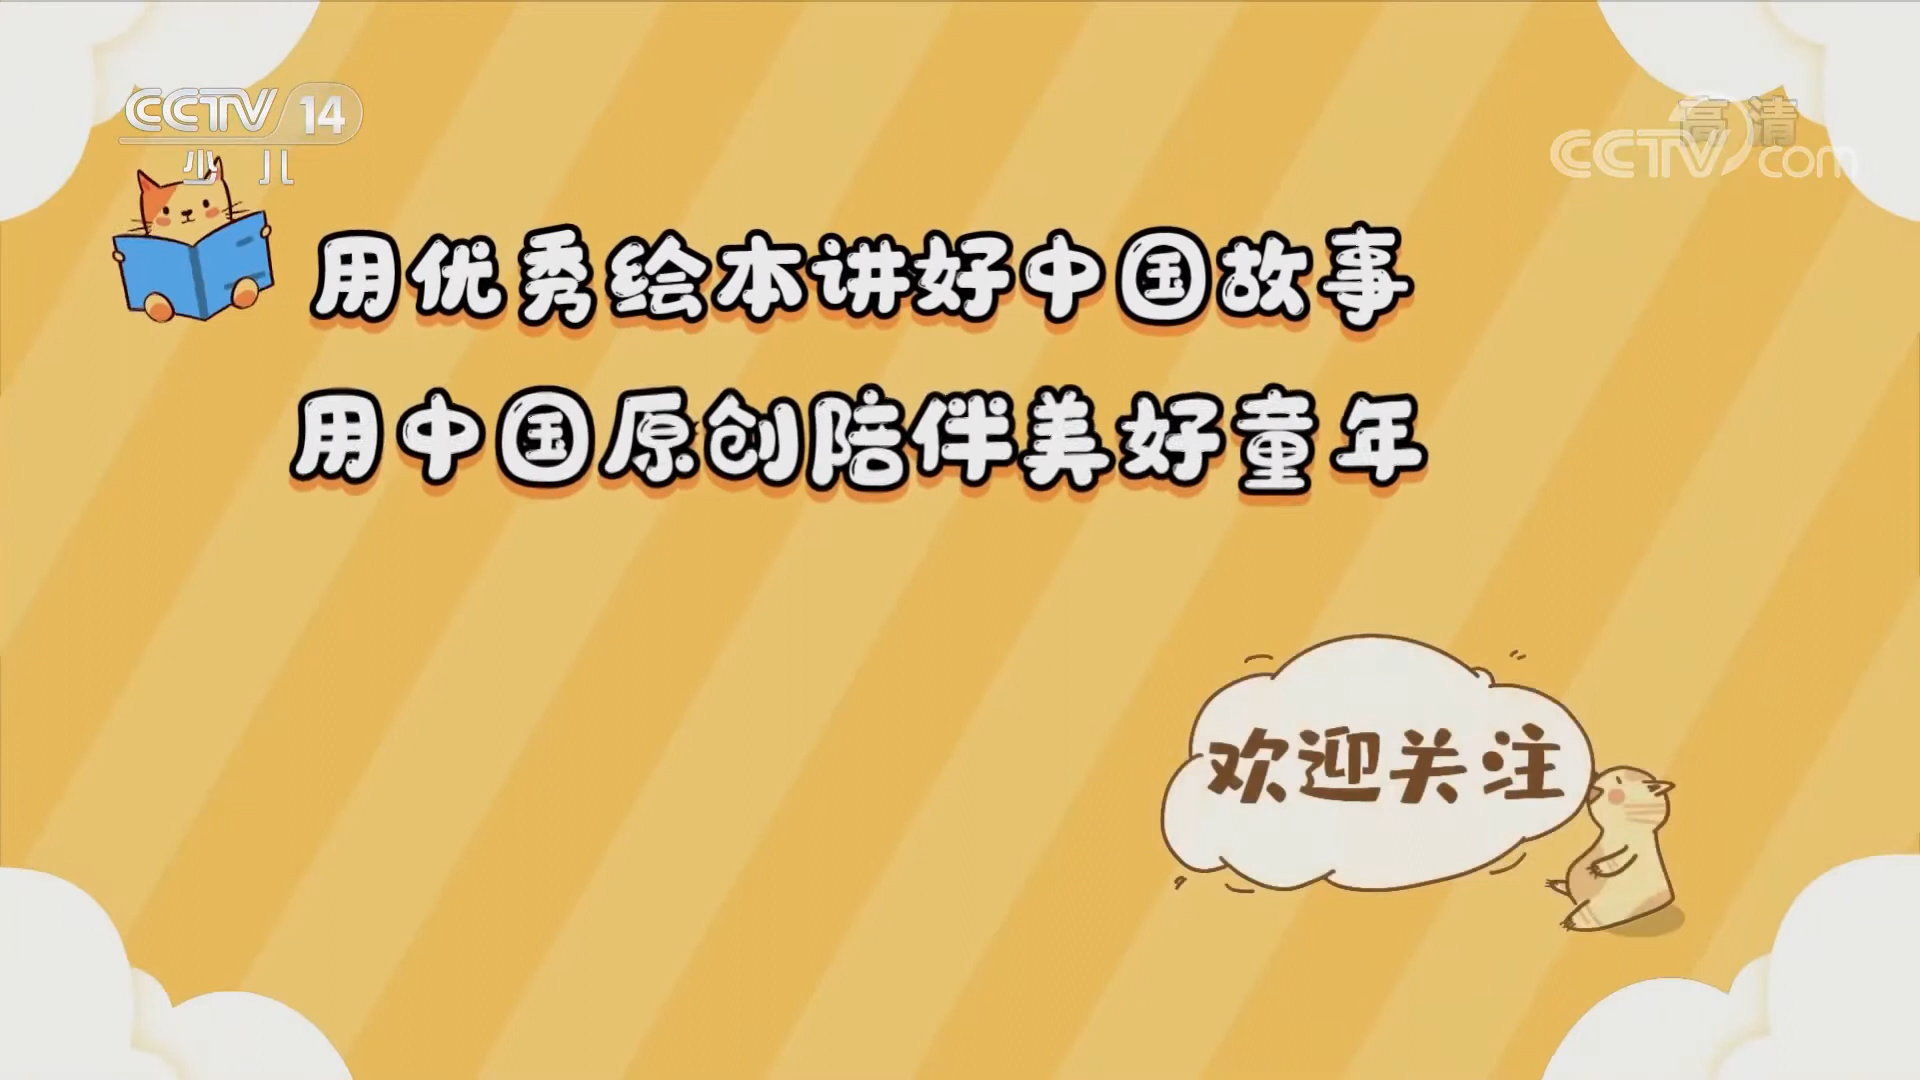 CCTV 14
少儿
高清
CCTV.com
用优秀绘本讲好中国故事
用中国原创陪伴美好童年
欢迎关注